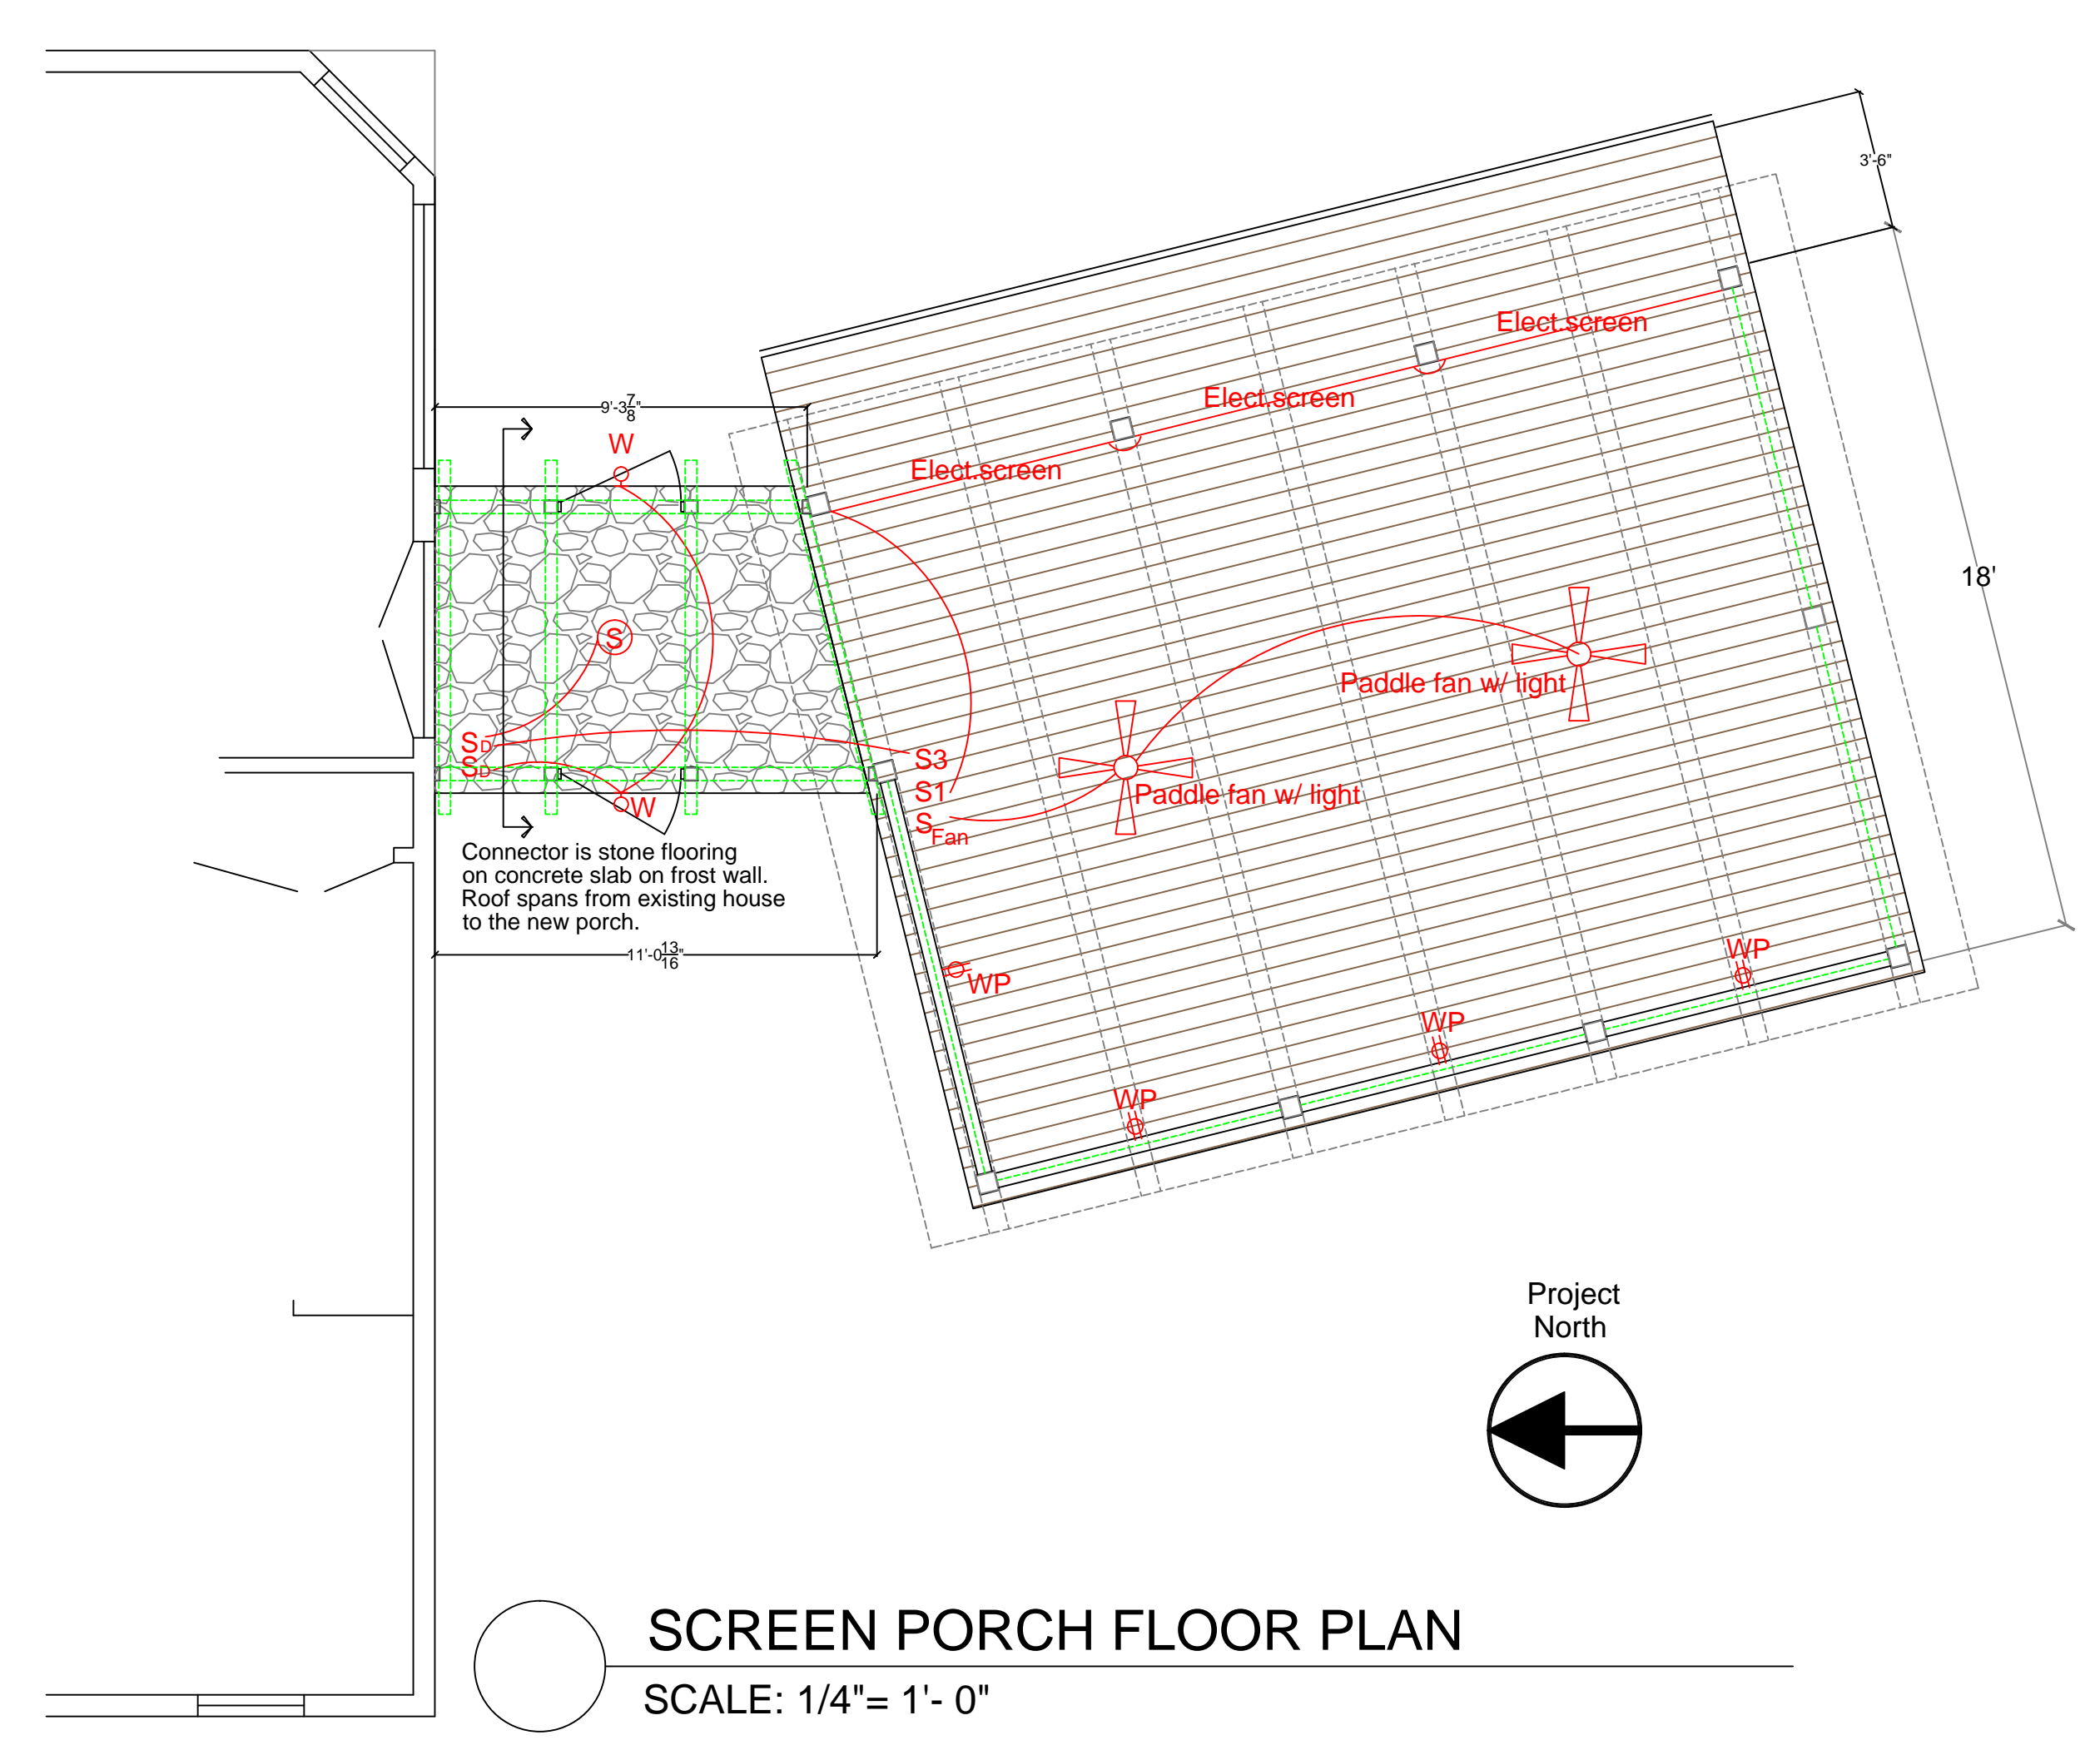 3'-6"
Elect.screen
Elect.screen
Elect.screen
9'-3 7/8"
W
18'
S
Paddle fan w/ light
SD
SD
S3
S1
SFan
Paddle fan w/ light
W
Connector is stone flooring
on concrete slab on frost wall.
Roof spans from existing house
to the new porch.
11'-0 13/16"
WP
WP
WP
WP
Project
North
SCREEN PORCH FLOOR PLAN
SCALE: 1/4"= 1'- 0"